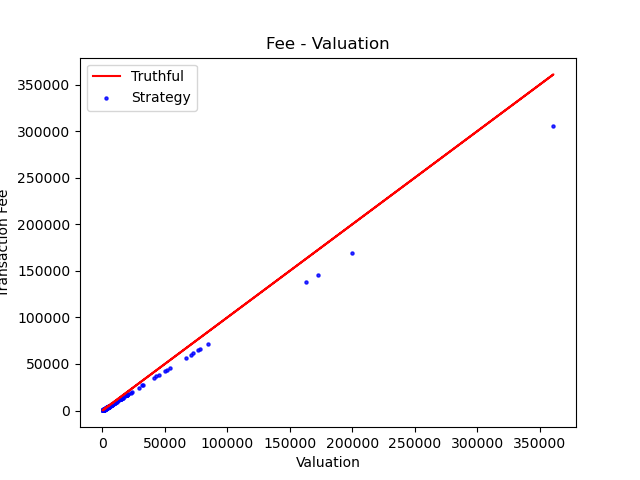 Fee - Valuation
Truthful
Strategy
Transaction Fee
350000
300000
250000
200000
150000
100000
50000
0
0 50000 100000 150000 200000 250000 300000 350000
Valuation